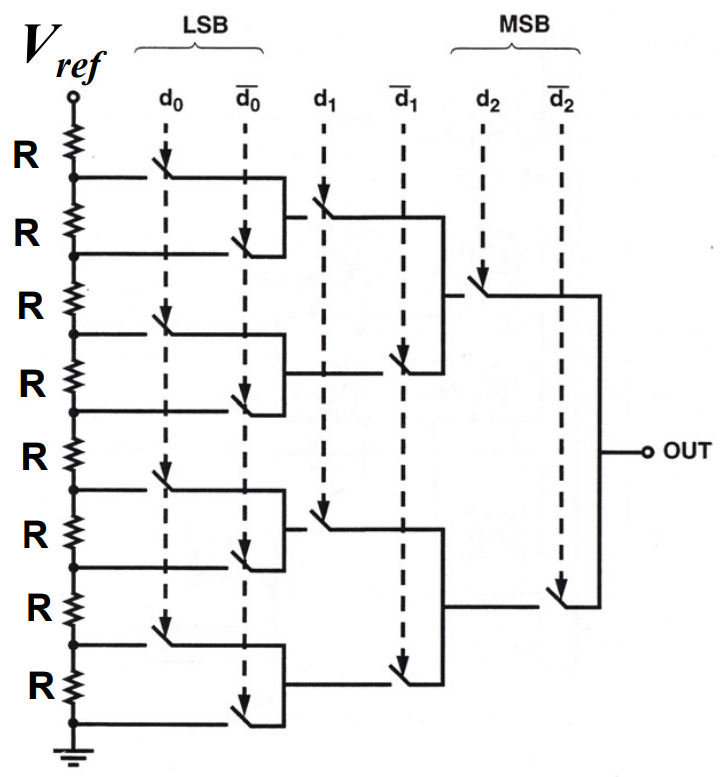 LSB MSB
V_ref
d₀ d̅₀ d₁ d̅₁ d₂ d̅₂
R
R
R
R
R
OUT
R
R
R